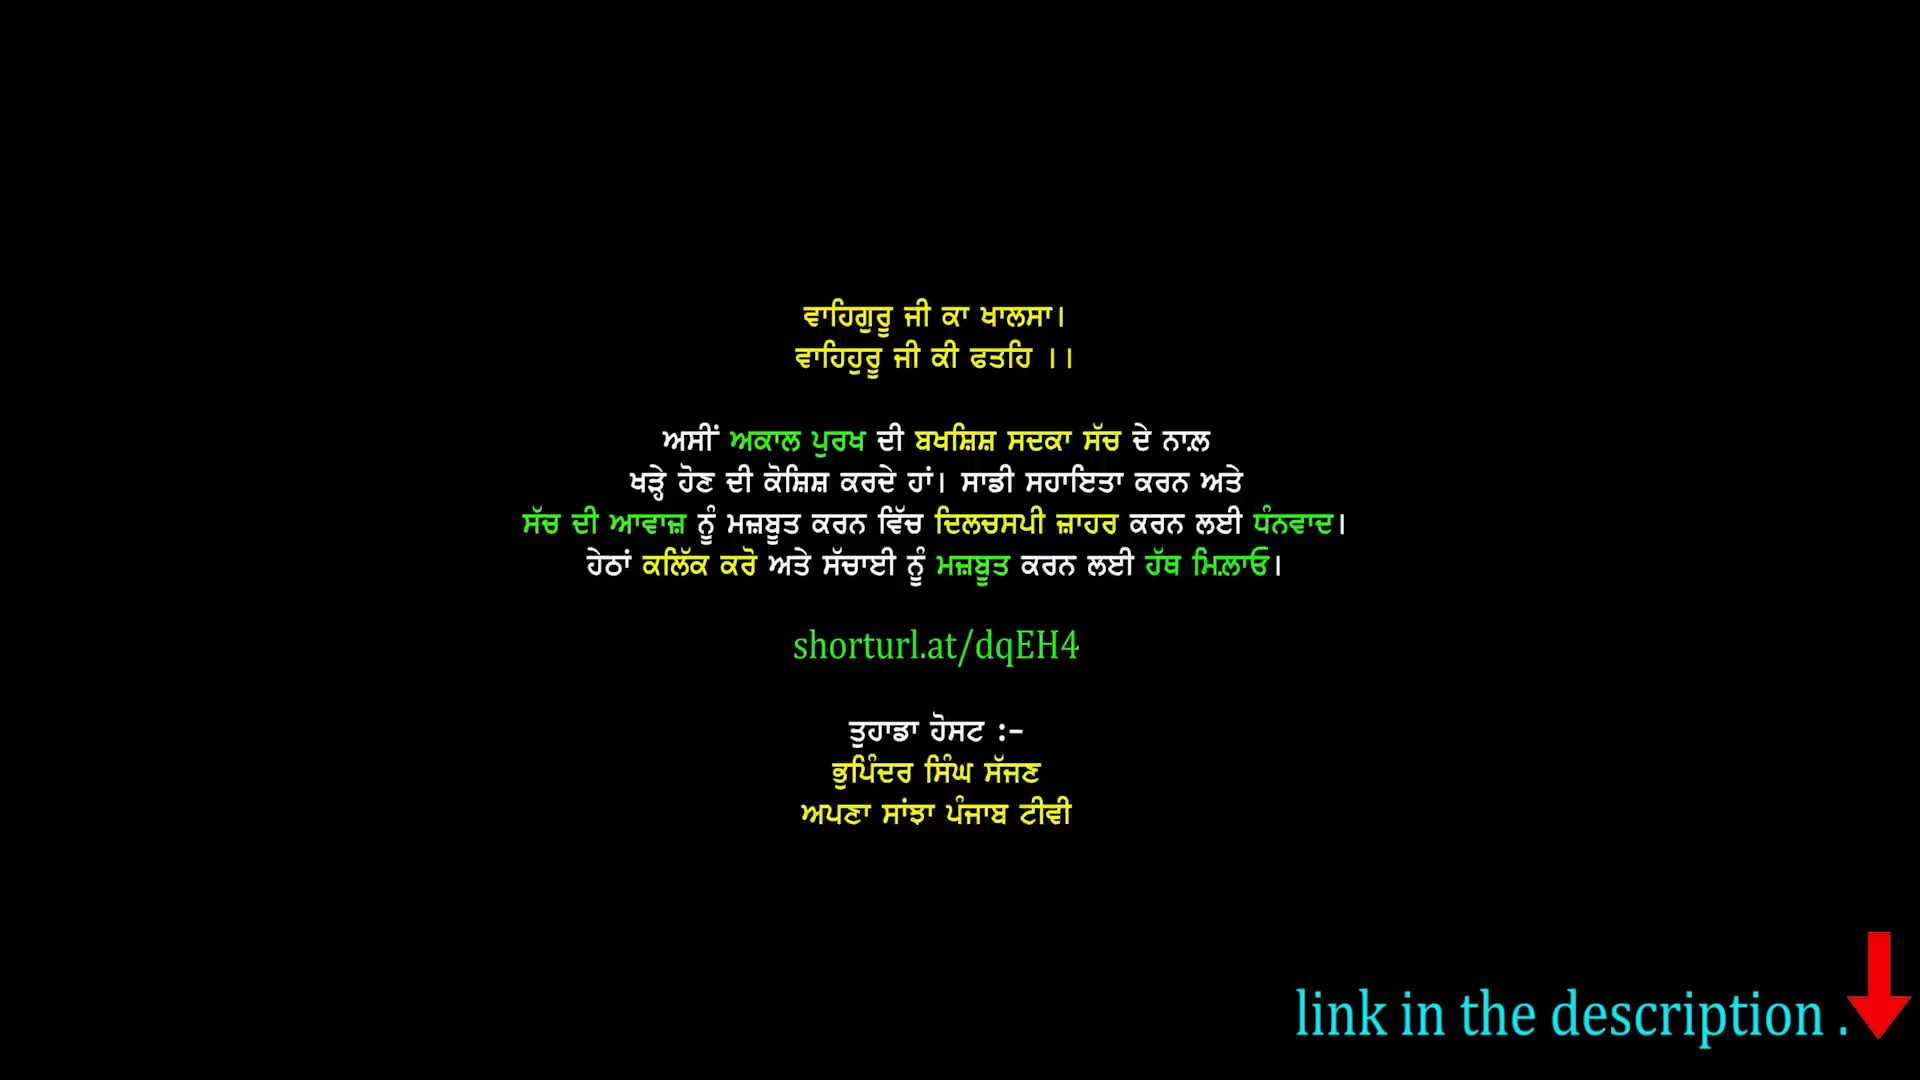 ਵਾਹਿਗੁਰੂ ਜੀ ਕਾ ਖਾਲਸਾ।
ਵਾਹਿਹੁਰੂ ਜੀ ਕੀ ਫਤਹਿ ।।
ਅਸੀਂ ਅਕਾਲ ਪੁਰਖ ਦੀ ਬਖਸ਼ਿਸ਼ ਸਦਕਾ ਸੱਚ ਦੇ ਨਾਲ਼
ਖੜ੍ਹੇ ਹੋਣ ਦੀ ਕੋਸ਼ਿਸ਼ ਕਰਦੇ ਹਾਂ। ਸਾਡੀ ਸਹਾਇਤਾ ਕਰਨ ਅਤੇ
ਸੱਚ ਦੀ ਆਵਾਜ਼ ਨੂੰ ਮਜ਼ਬੂਤ ਕਰਨ ਵਿੱਚ ਦਿਲਚਸਪੀ ਜ਼ਾਹਰ ਕਰਨ ਲਈ ਧੰਨਵਾਦ।
ਹੇਠਾਂ ਕਲਿੱਕ ਕਰੋ ਅਤੇ ਸੱਚਾਈ ਨੂੰ ਮਜ਼ਬੂਤ ਕਰਨ ਲਈ ਹੱਥ ਮਿਲ਼ਾਓ।
shorturl.at/dqEH4
ਤੁਹਾਡਾ ਹੋਸਟ :-
ਭੁਪਿੰਦਰ ਸਿੰਘ ਸੱਜਣ
ਅਪਣਾ ਸਾਂਝਾ ਪੰਜਾਬ ਟੀਵੀ
link in the description .